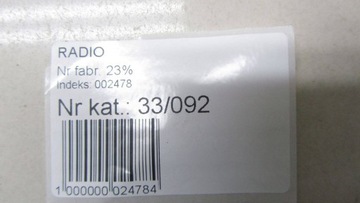 RADIO
Nr fabr. 23%
Indeks: 002478
Nr kat.: 33/092
1 000000 024784